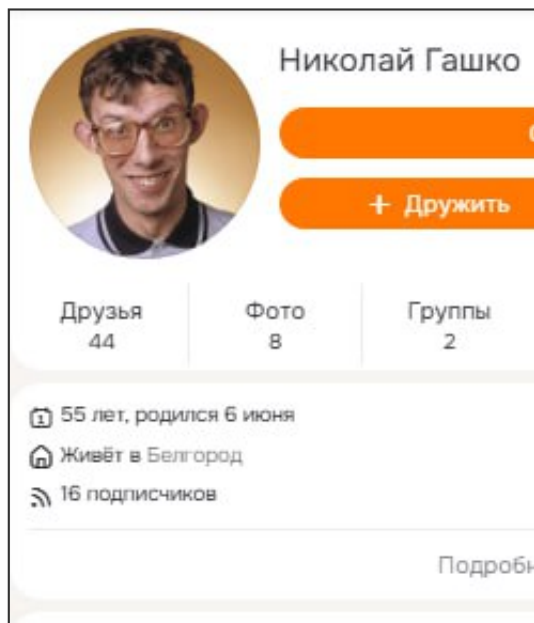 Николай Гашко
+ Дружить
Друзья
44
Фото
8
Группы
2
55 лет, родился 6 июня
Живёт в Белгород
16 подписчиков